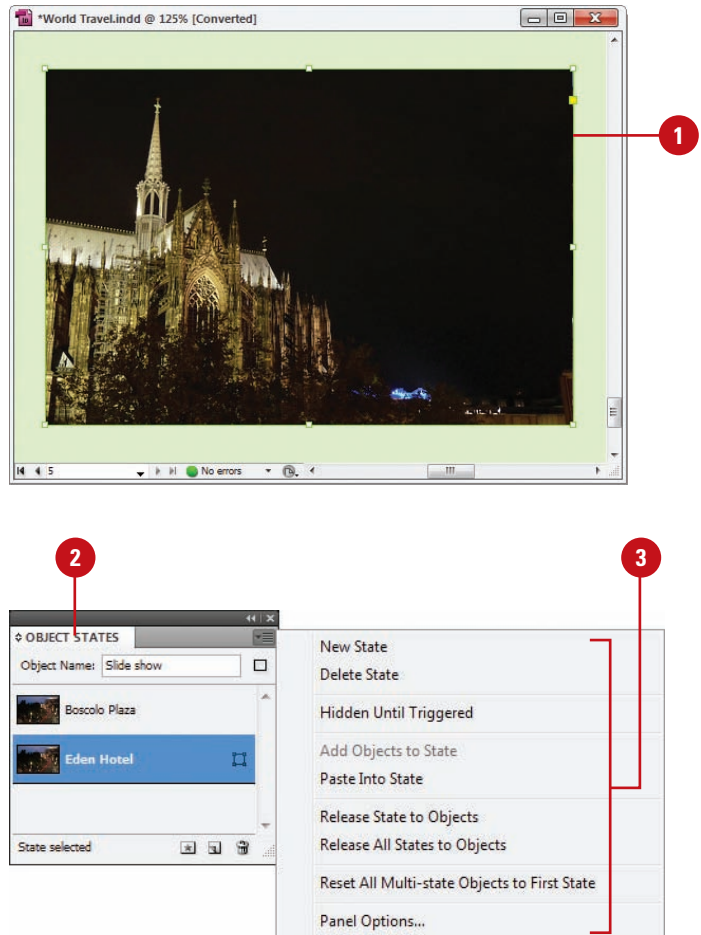 *World Travel.indd @ 125% [Converted]
1
5
No errors
2
3
OBJECT STATES
Object Name: Slide show
Boscolo Plaza
Eden Hotel
State selected
New State
Delete State
Hidden Until Triggered
Add Objects to State
Paste Into State
Release State to Objects
Release All States to Objects
Reset All Multi-state Objects to First State
Panel Options...